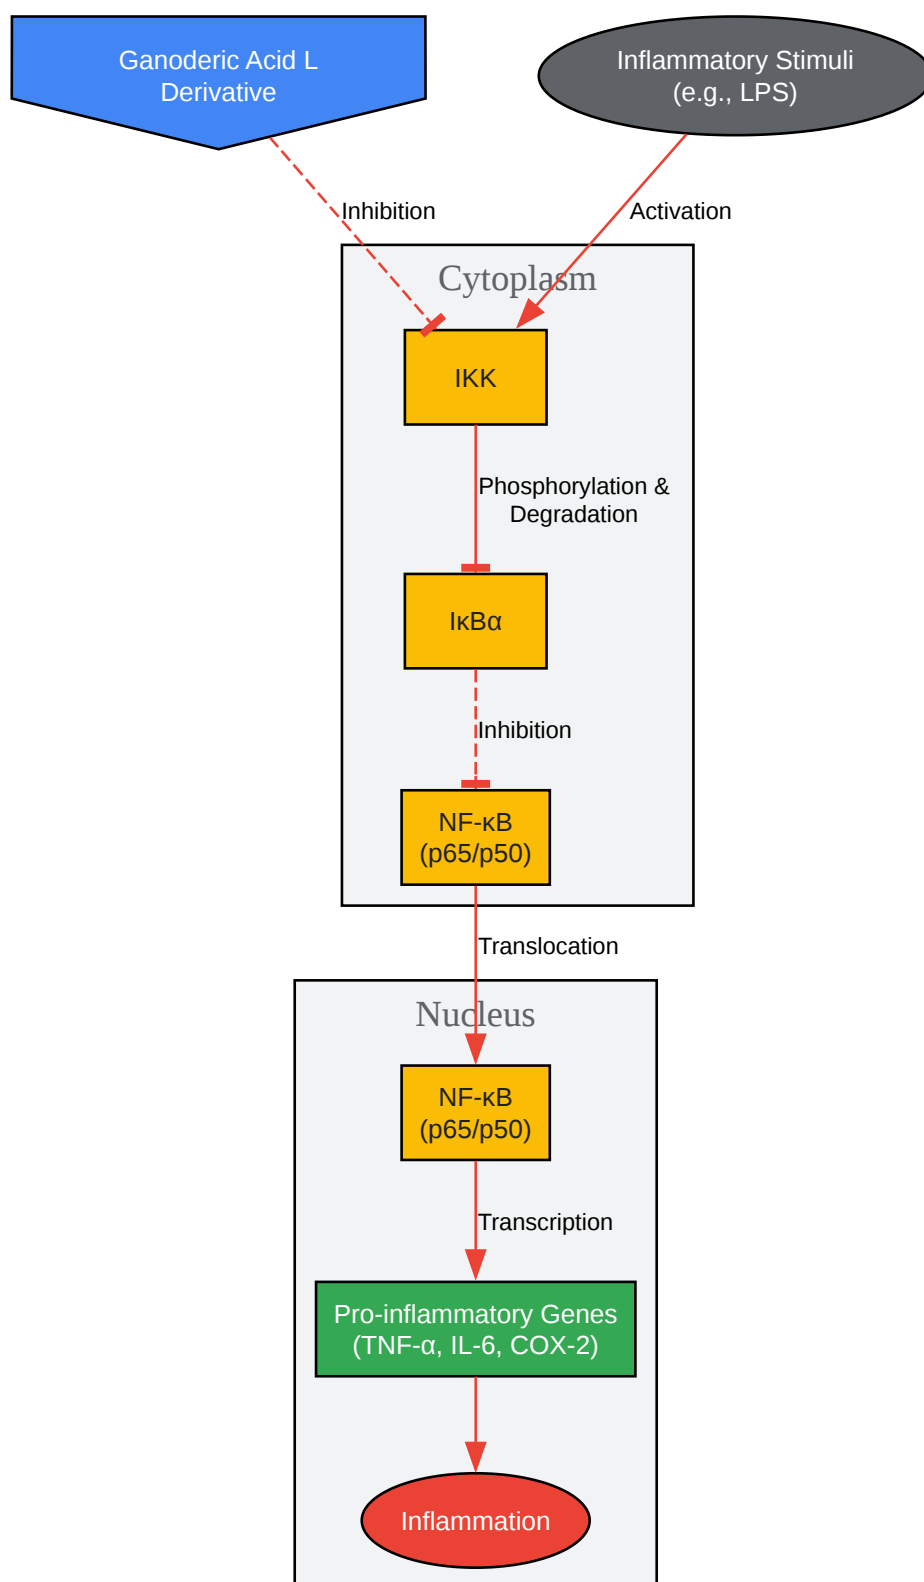 Ganoderic Acid L
Derivative
Inflammatory Stimuli
(e.g., LPS)
Inhibition
Activation
Cytoplasm
IKK
Phosphorylation &
Degradation
IκBα
Inhibition
NF-κB
(p65/p50)
Translocation
Nucleus
NF-κB
(p65/p50)
Transcription
Pro-inflammatory Genes
(TNF-α, IL-6, COX-2)
Inflammation